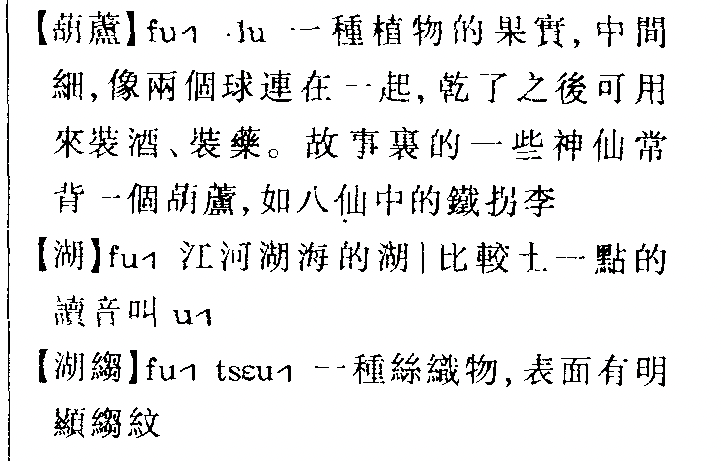 【葫蘆】fu˧˥ ·lu 一種植物的果實，中間
細，像兩個球連在一起，乾了之後可用
來裝酒、裝藥。故事裏的一些神仙常
背一個葫蘆，如八仙中的鐵拐李
【湖】fu˧˥ 江河湖海的湖|比較土一點的
讀音叫 u˧˥
【湖縐】fu˧˥ tsɛu˧˥ 一種絲織物，表面有明
顯縐紋